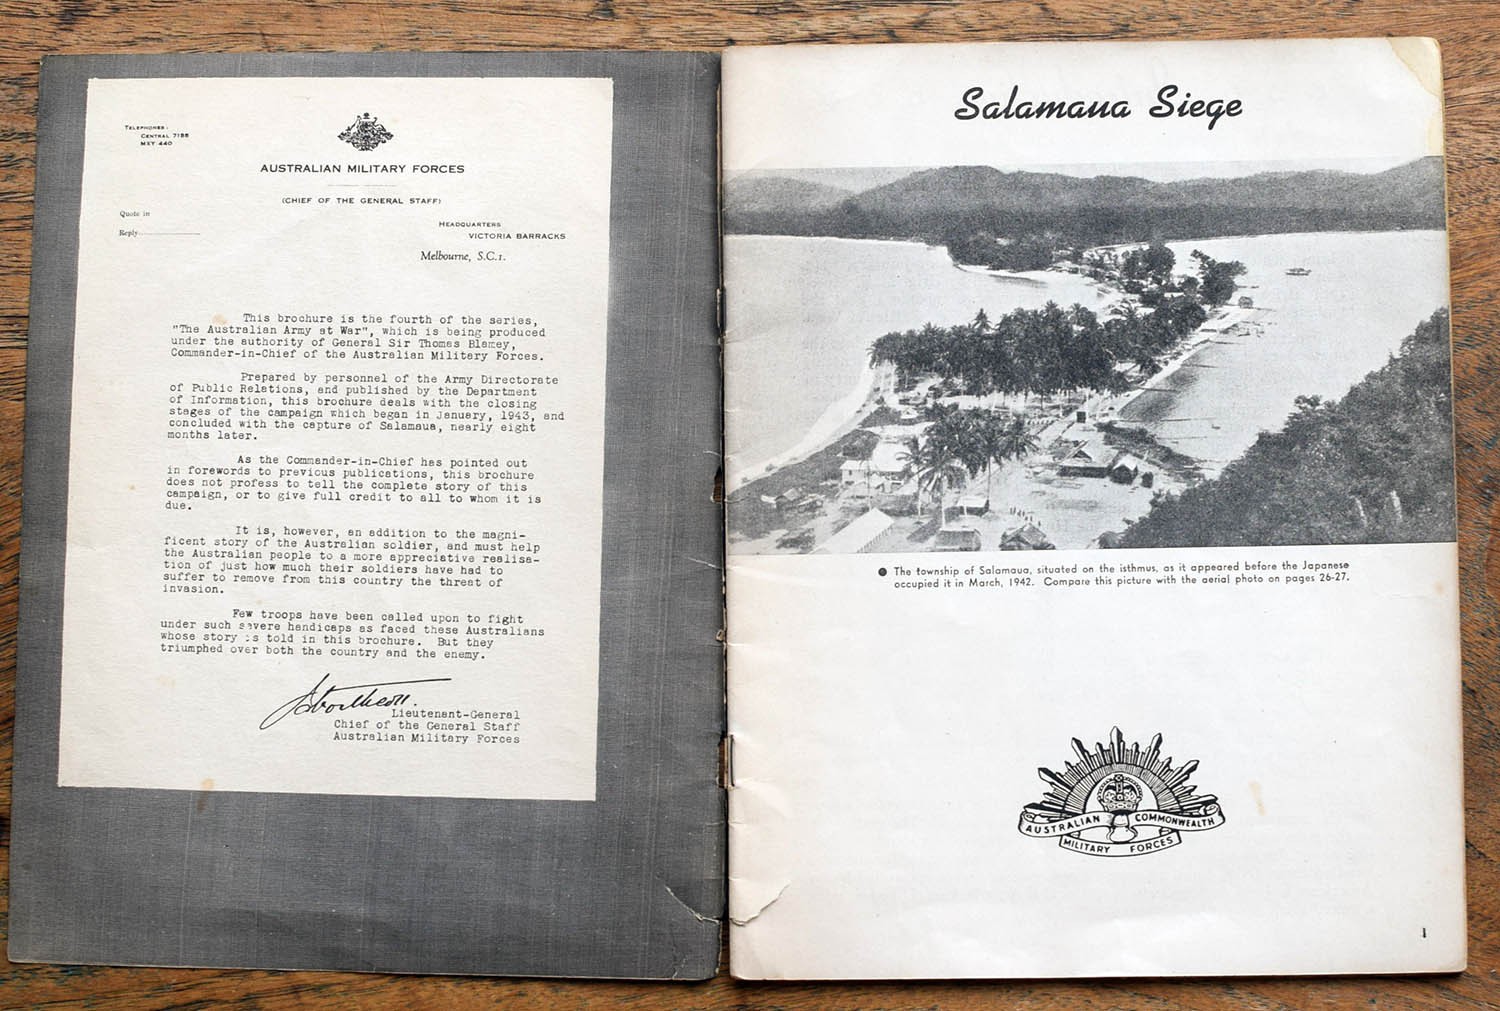 TELEPHONES:
CENTRAL 7155
MXY 440
AUSTRALIAN MILITARY FORCES
(CHIEF OF THE GENERAL STAFF)
Quote in
Reply
HEADQUARTERS
VICTORIA BARRACKS
Melbourne, S.C.1.
This brochure is the fourth of the series,
"The Australian Army at War", which is being produced
under the authority of General Sir Thomas Blamey,
Commander-in-Chief of the Australian Military Forces.
Prepared by personnel of the Army Directorate
of Public Relations, and published by the Department
of Information, this brochure deals with the closing
stages of the campaign which began in January, 1943, and
concluded with the capture of Salamaua, nearly eight
months later.
As the Commander-in-Chief has pointed out
in forewords to previous publications, this brochure
does not profess to tell the complete story of this
campaign, or to give full credit to all to whom it is
due.
It is, however, an addition to the magni-
ficent story of the Australian soldier, and must help
the Australian people to a more appreciative realisa-
tion of just how much their soldiers have had to
suffer to remove from this country the threat of
invasion.
Few troops have been called upon to fight
under such severe handicaps as faced these Australians
whose story is told in this brochure. But they
triumphed over both the country and the enemy.
Lieutenant-General
Chief of the General Staff
Australian Military Forces
Salamaua Siege
The township of Salamaua, situated on the isthmus, as it appeared before the Japanese
occupied it in March, 1942. Compare this picture with the aerial photo on pages 26-27.
AUSTRALIAN COMMONWEALTH
MILITARY FORCES
1